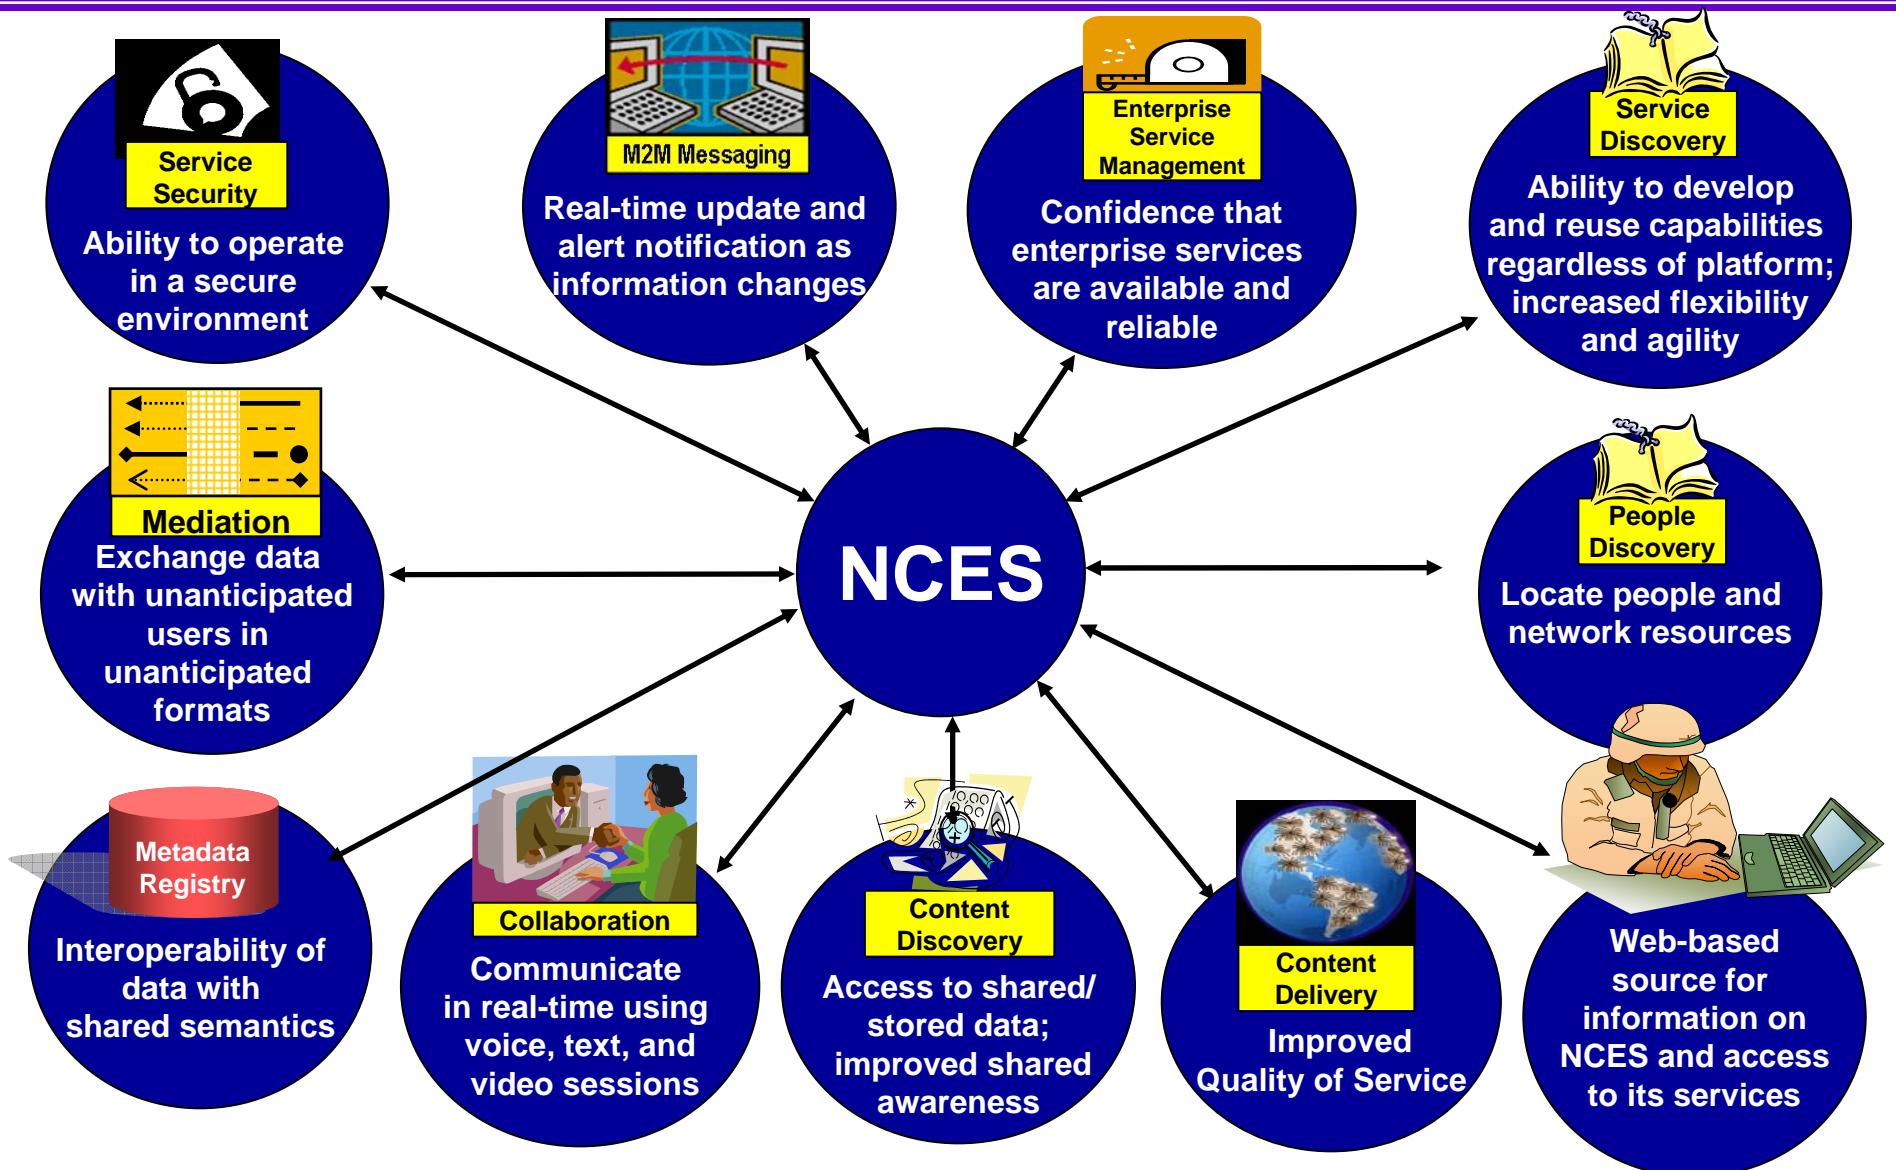 Service
Security
Ability to operate
in a secure
environment
M2M Messaging
Real-time update and
alert notification as
information changes
Enterprise
Service
Management
Confidence that
enterprise services
are available and
reliable
Service
Discovery
Ability to develop
and reuse capabilities
regardless of platform;
increased flexibility
and agility
Mediation
Exchange data
with unanticipated
users in
unanticipated
formats
NCES
People
Discovery
Locate people and
network resources
Metadata
Registry
Interoperability of
data with
shared semantics
Collaboration
Communicate
in real-time using
voice, text, and
video sessions
Content
Discovery
Access to shared/
stored data;
improved shared
awareness
Content
Delivery
Improved
Quality of Service
Web-based
source for
information on
NCES and access
to its services